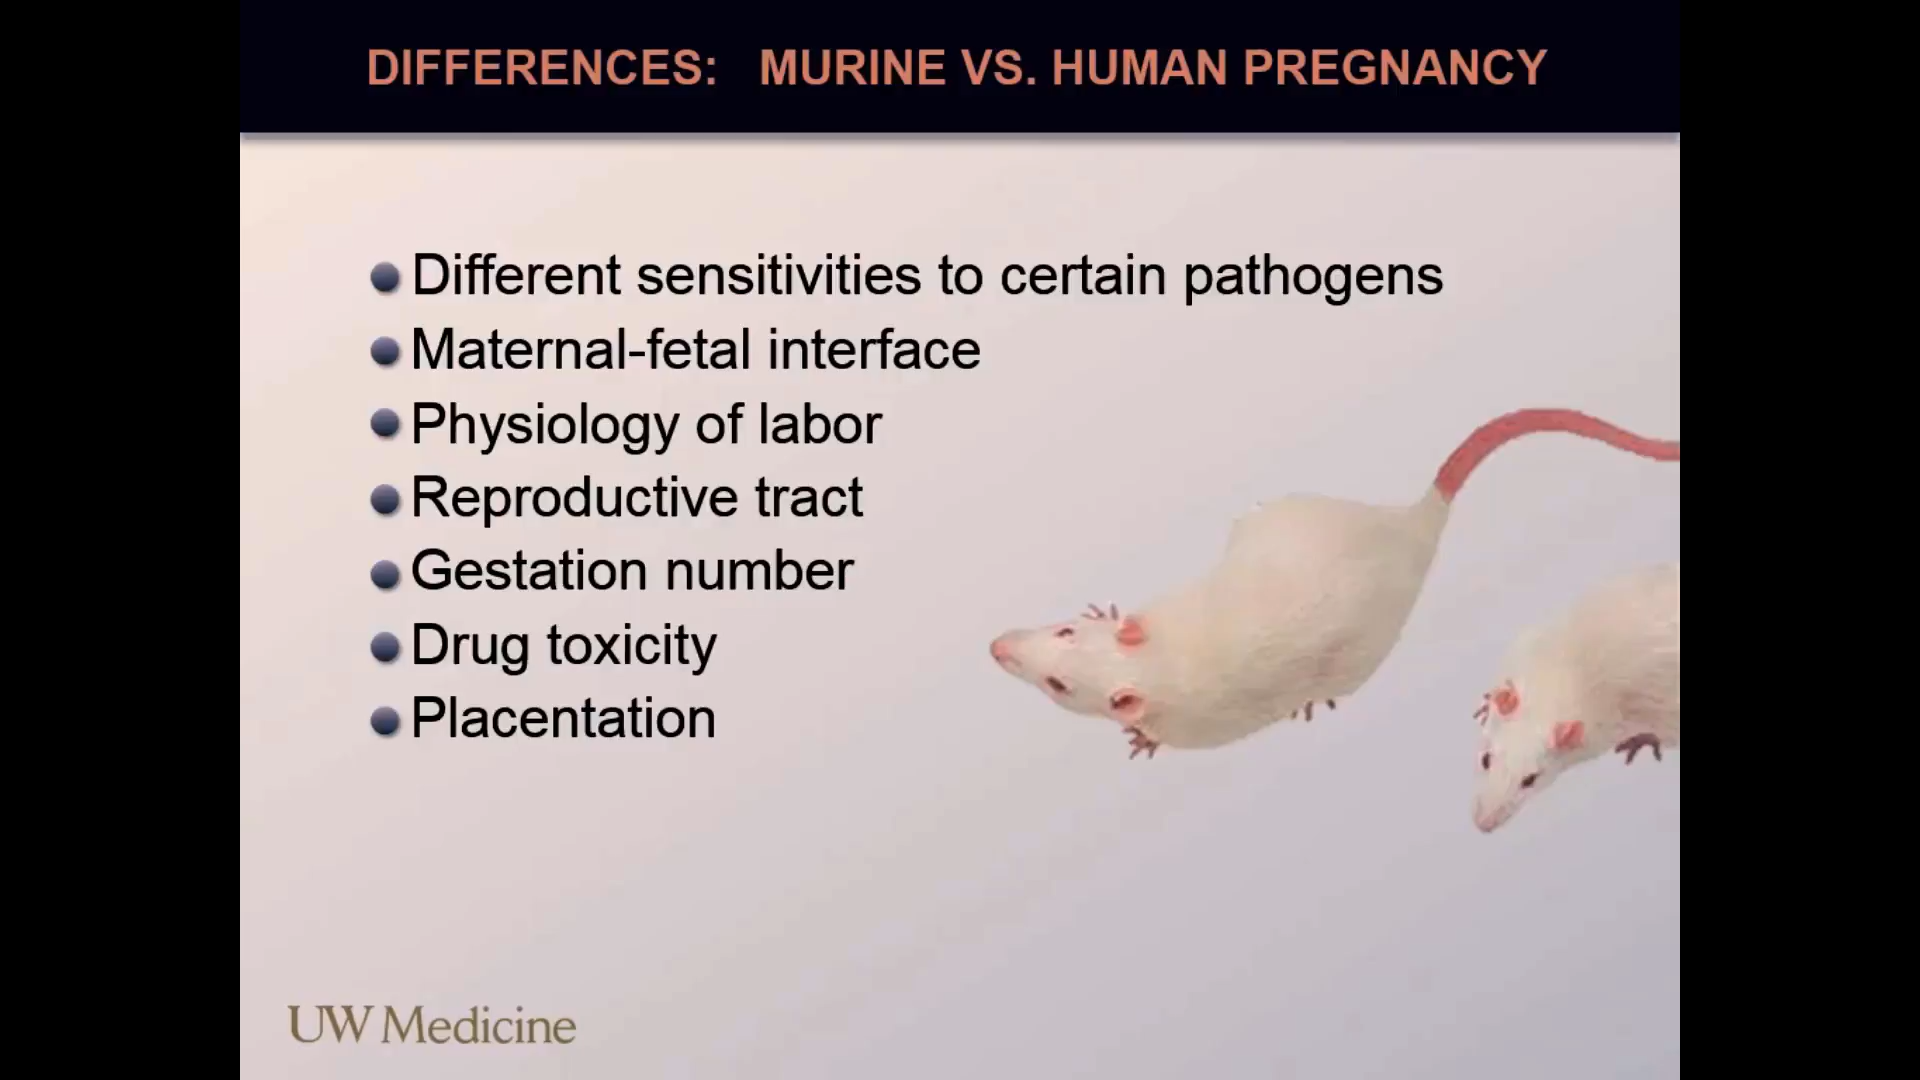 DIFFERENCES: MURINE VS. HUMAN PREGNANCY
Different sensitivities to certain pathogens
Maternal-fetal interface
Physiology of labor
Reproductive tract
Gestation number
Drug toxicity
Placentation
UW Medicine